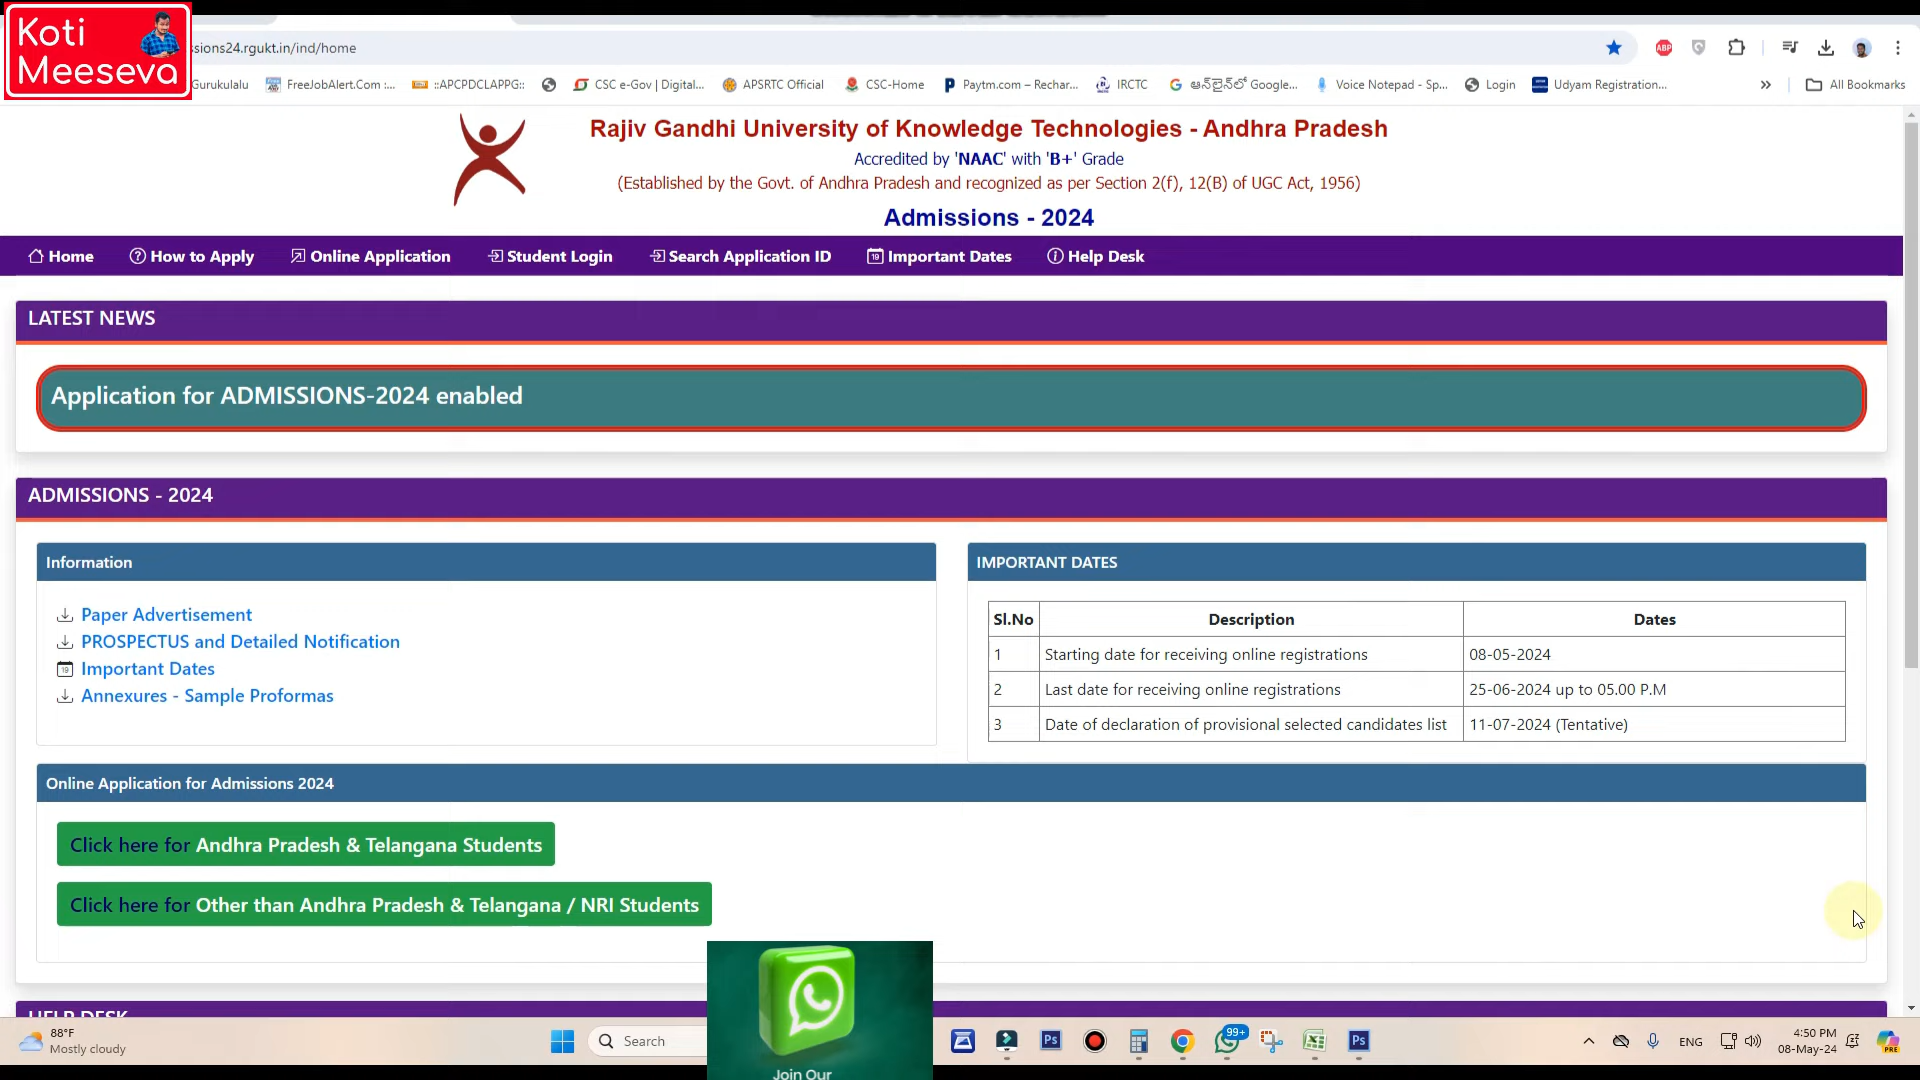 Koti
Meeseva
sions24.rgukt.in/ind/home
ABP
Gurukulalu
FreeJobAlert.Com :...
::APCPDCLAPPG::
CSC e-Gov | Digital...
APSRTC Official
CSC-Home
Paytm.com – Rechar...
IRCTC
ఆన్‌లైన్‌లో Google...
Voice Notepad - Sp...
Login
Udyam Registration...
All Bookmarks
Rajiv Gandhi University of Knowledge Technologies - Andhra Pradesh
Accredited by 'NAAC' with 'B+' Grade
(Established by the Govt. of Andhra Pradesh and recognized as per Section 2(f), 12(B) of UGC Act, 1956)
Admissions - 2024
Home
How to Apply
Online Application
Student Login
Search Application ID
Important Dates
Help Desk
LATEST NEWS
Application for ADMISSIONS-2024 enabled
ADMISSIONS - 2024
Information
Paper Advertisement
PROSPECTUS and Detailed Notification
Important Dates
Annexures - Sample Proformas
IMPORTANT DATES
Sl.No Description Dates
1 Starting date for receiving online registrations 08-05-2024
2 Last date for receiving online registrations 25-06-2024 up to 05.00 P.M
3 Date of declaration of provisional selected candidates list 11-07-2024 (Tentative)
Online Application for Admissions 2024
Click here for Andhra Pradesh & Telangana Students
Click here for Other than Andhra Pradesh & Telangana / NRI Students
HELP DESK
Join Our
88°F
Mostly cloudy
Search
Ps
99+
Ps
ENG
4:50 PM
08-May-24
PRE